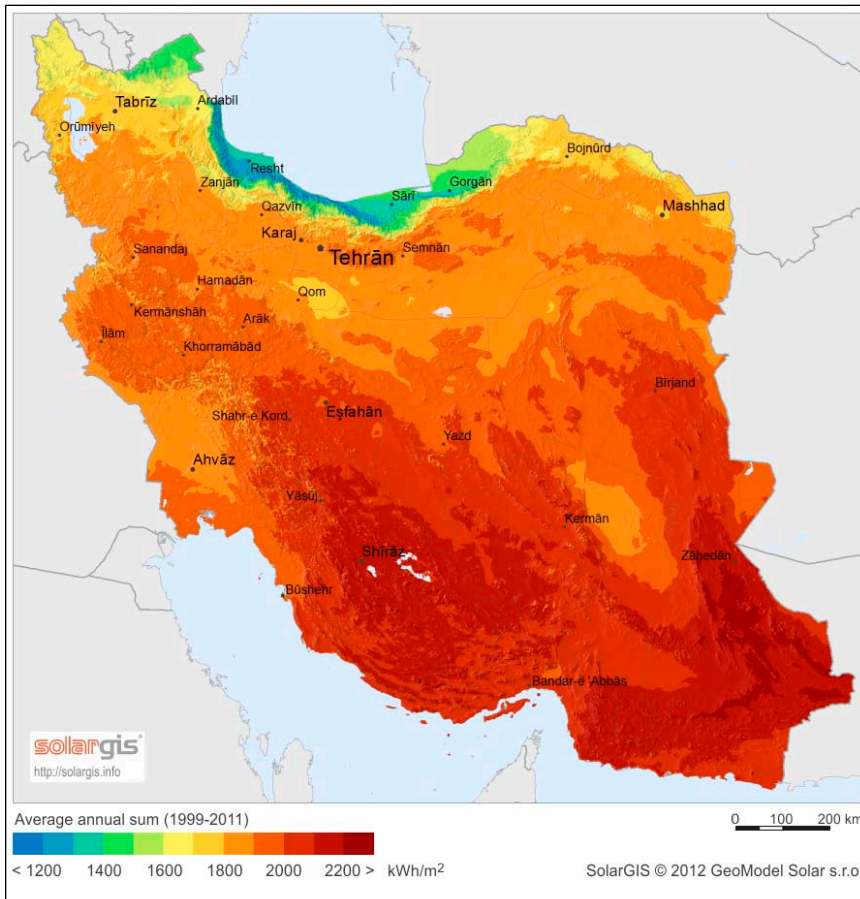 Tabrīz
Ardabīl
Orūmīyeh
Resht
Bojnūrd
Zanjān
Sārī
Gorgān
Qazvīn
Mashhad
Karaj
Tehrān
Semnān
Sanandaj
Hamadān
Qom
Kermānshāh
Arāk
Īlām
Khorramābād
Bīrjand
Shahr-e Kord
Eşfahān
Yazd
Ahvāz
Yāsūj
Kermān
Shīrāz
Zāhedān
Būshehr
Bandar-e 'Abbās
solargis
http://solargis.info
Average annual sum (1999-2011)
0 100 200 km
< 1200 1400 1600 1800 2000 2200 > kWh/m²
SolarGIS © 2012 GeoModel Solar s.r.o